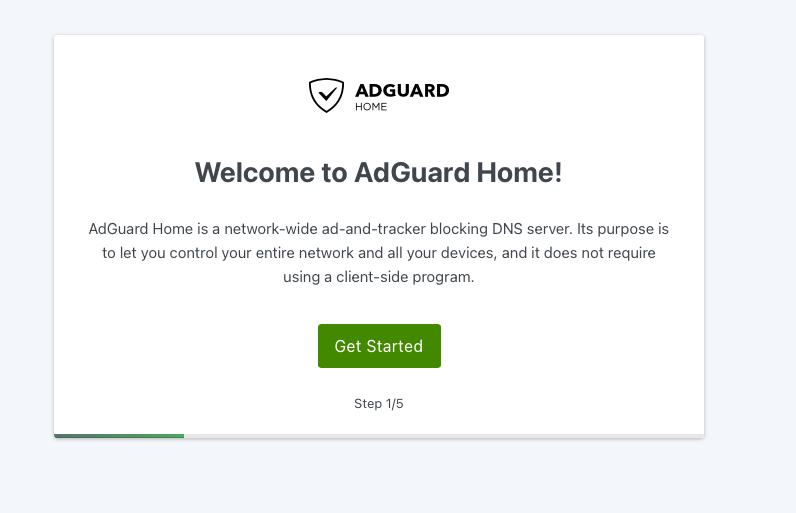 ADGUARD
HOME
Welcome to AdGuard Home!
AdGuard Home is a network-wide ad-and-tracker blocking DNS server. Its purpose is
to let you control your entire network and all your devices, and it does not require
using a client-side program.
Get Started
Step 1/5